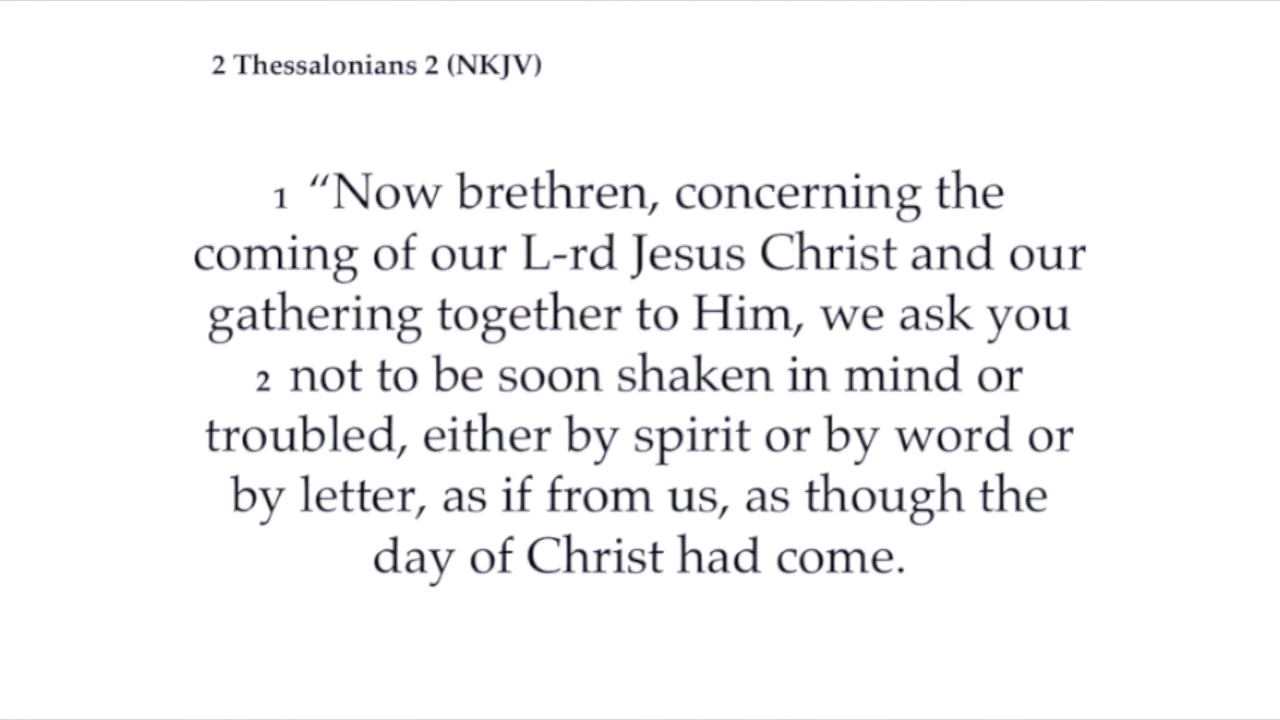 2 Thessalonians 2 (NKJV)
1 “Now brethren, concerning the
coming of our L-rd Jesus Christ and our
gathering together to Him, we ask you
2 not to be soon shaken in mind or
troubled, either by spirit or by word or
by letter, as if from us, as though the
day of Christ had come.